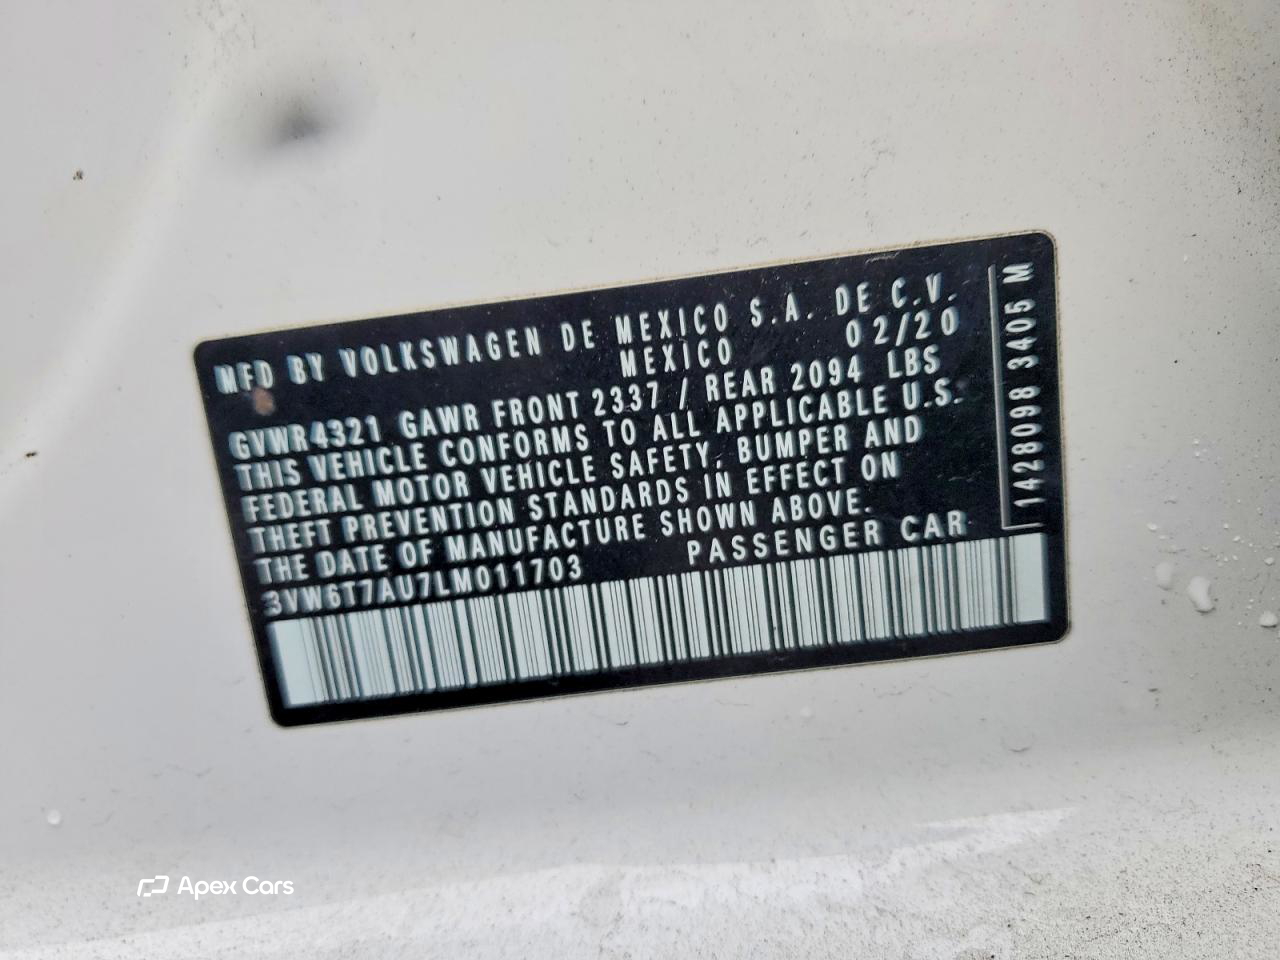 MFD BY VOLKSWAGEN DE MEXICO S.A. DE C.V.
MEXICO 02/20
GVWR4321 GAWR FRONT 2337 / REAR 2094 LBS
THIS VEHICLE CONFORMS TO ALL APPLICABLE U.S.
FEDERAL MOTOR VEHICLE SAFETY, BUMPER AND
THEFT PREVENTION STANDARDS IN EFFECT ON
THE DATE OF MANUFACTURE SHOWN ABOVE.
3VW6T7AU7LM011703 PASSENGER CAR
1428098 3405 M
Apex Cars